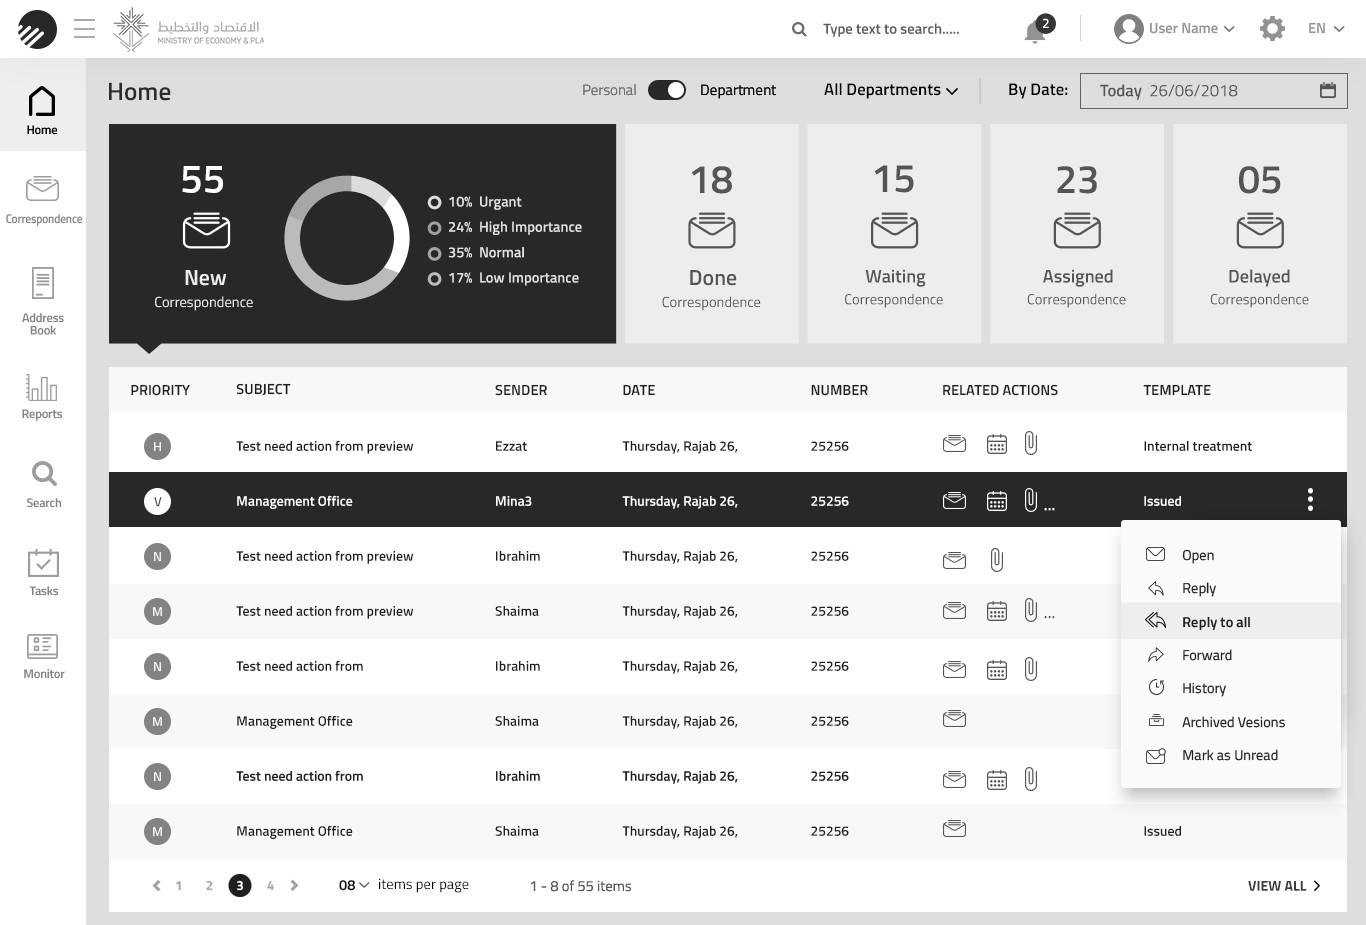 الاقتصاد والتخطيط
MINISTRY OF ECONOMY & PLA
Type text to search.....
2
User Name
EN
Home
Correspondence
Address
Book
Reports
Search
Tasks
Monitor
Home
Personal
Department
All Departments
By Date:
Today 26/06/2018
55
New
Correspondence
10% Urgant
24% High Importance
35% Normal
17% Low Importance
18
Done
Correspondence
15
Waiting
Correspondence
23
Assigned
Correspondence
05
Delayed
Correspondence
PRIORITY SUBJECT SENDER DATE NUMBER RELATED ACTIONS TEMPLATE
H Test need action from preview Ezzat Thursday, Rajab 26, 25256 Internal treatment
V Management Office Mina3 Thursday, Rajab 26, 25256 ... Issued
N Test need action from preview Ibrahim Thursday, Rajab 26, 25256
M Test need action from preview Shaima Thursday, Rajab 26, 25256 ...
N Test need action from Ibrahim Thursday, Rajab 26, 25256
M Management Office Shaima Thursday, Rajab 26, 25256
N Test need action from Ibrahim Thursday, Rajab 26, 25256
M Management Office Shaima Thursday, Rajab 26, 25256 Issued
Open
Reply
Reply to all
Forward
History
Archived Vesions
Mark as Unread
1 2 3 4 08 items per page 1 - 8 of 55 items VIEW ALL